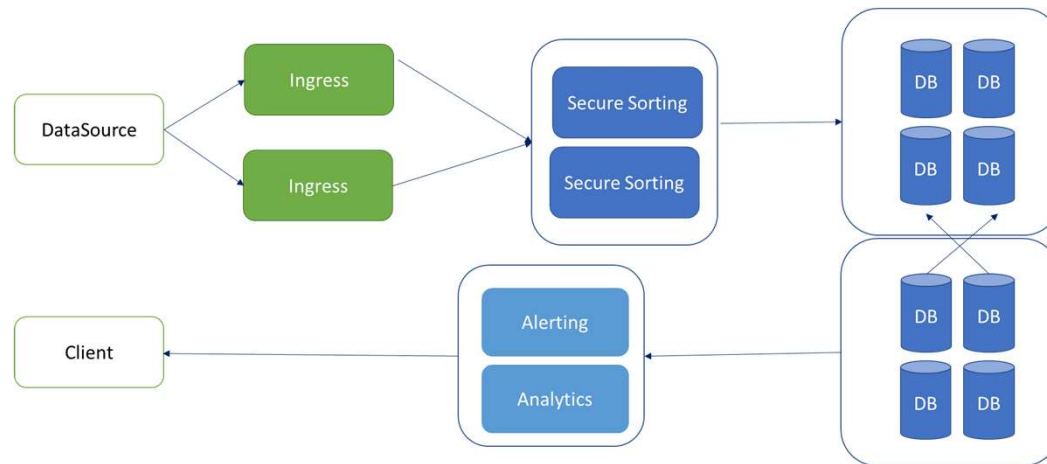 DataSource
Ingress
Ingress
Secure Sorting
Secure Sorting
DB
DB
DB
DB
Client
Alerting
Analytics
DB
DB
DB
DB